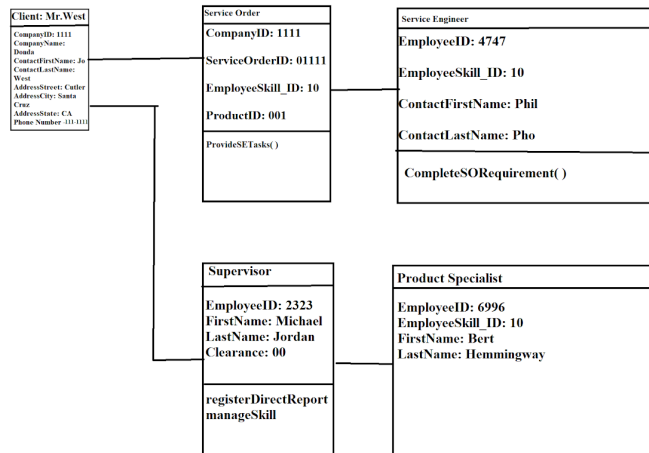 Client: Mr.West
CompanyID: 1111
CompanyName:
Donda
ContactFirstName: Jo
ContactLastName:
West
AddressStreet: Cutler
AddressCity: Santa
Cruz
AddressState: CA
Phone Number -111-1111
Service Order
CompanyID: 1111
ServiceOrderID: 01111
EmployeeSkill_ID: 10
ProductID: 001
ProvideSETasks( )
Service Engineer
EmployeeID: 4747
EmployeeSkill_ID: 10
ContactFirstName: Phil
ContactLastName: Pho
CompleteSORequirement( )
Supervisor
EmployeeID: 2323
FirstName: Michael
LastName: Jordan
Clearance: 00
registerDirectReport
manageSkill
Product Specialist
EmployeeID: 6996
EmployeeSkill_ID: 10
FirstName: Bert
LastName: Hemmingway